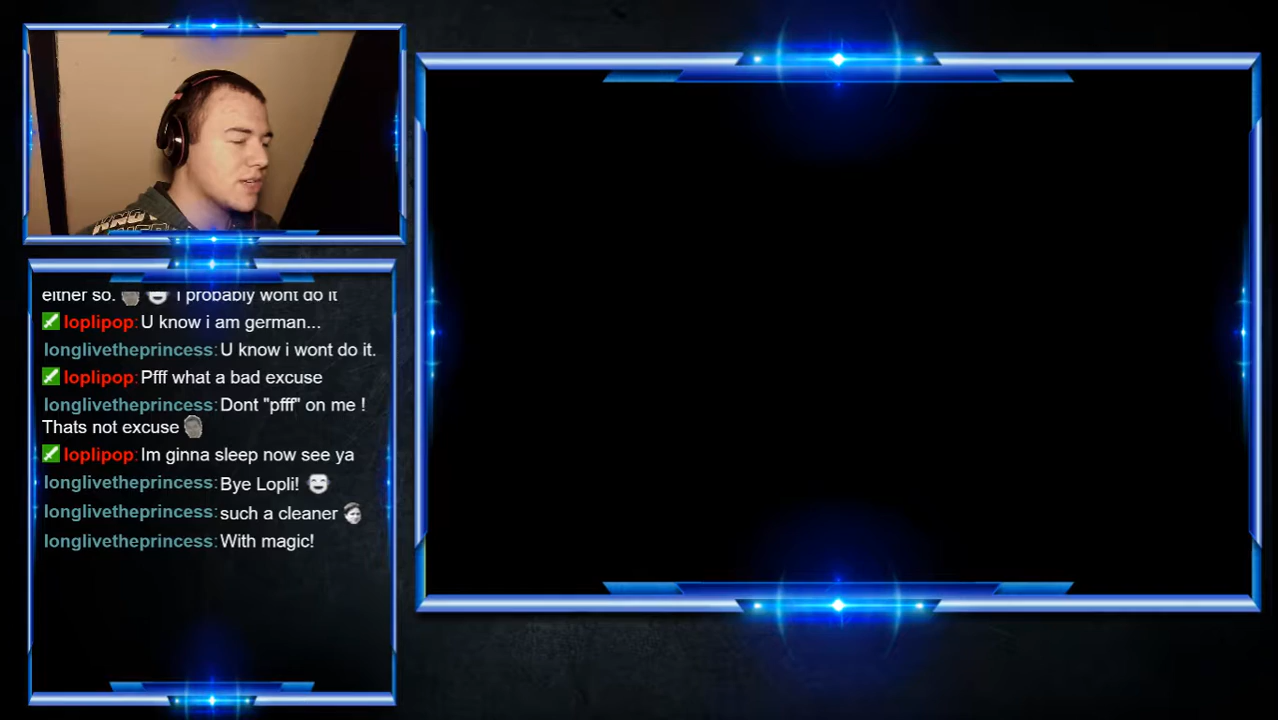 either so. I probably wont do it
loplipop: U know i am german...
longlivetheprincess: U know i wont do it.
loplipop: Pfff what a bad excuse
longlivetheprincess: Dont "pfff" on me !
Thats not excuse
loplipop: Im ginna sleep now see ya
longlivetheprincess: Bye Lopli!
longlivetheprincess: such a cleaner
longlivetheprincess: With magic!